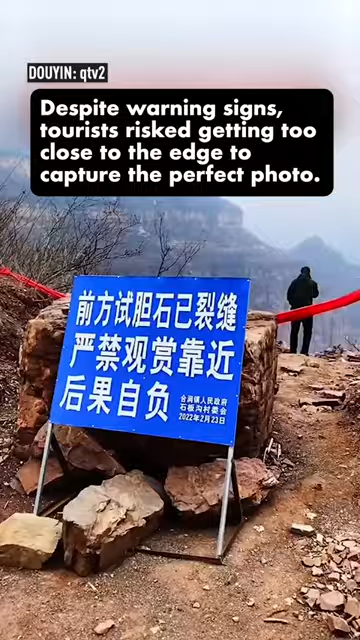 DOUYIN: qtv2
Despite warning signs,
tourists risked getting too
close to the edge to
capture the perfect photo.
前方试胆石已裂缝
严禁观赏靠近
后果自负
台润镇人民政府
石板沟村委会
2022年2月23日